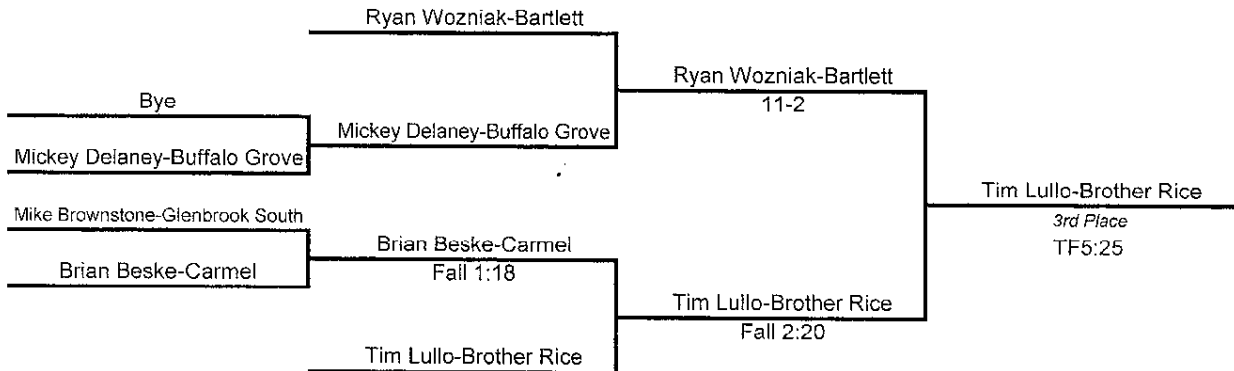 Ryan Wozniak-Bartlett
Ryan Wozniak-Bartlett
11-2
Bye
Mickey Delaney-Buffalo Grove
Mickey Delaney-Buffalo Grove
Tim Lullo-Brother Rice
3rd Place
TF5:25
Mike Brownstone-Glenbrook South
Brian Beske-Carmel
Fall 1:18
Brian Beske-Carmel
Tim Lullo-Brother Rice
Fall 2:20
Tim Lullo-Brother Rice